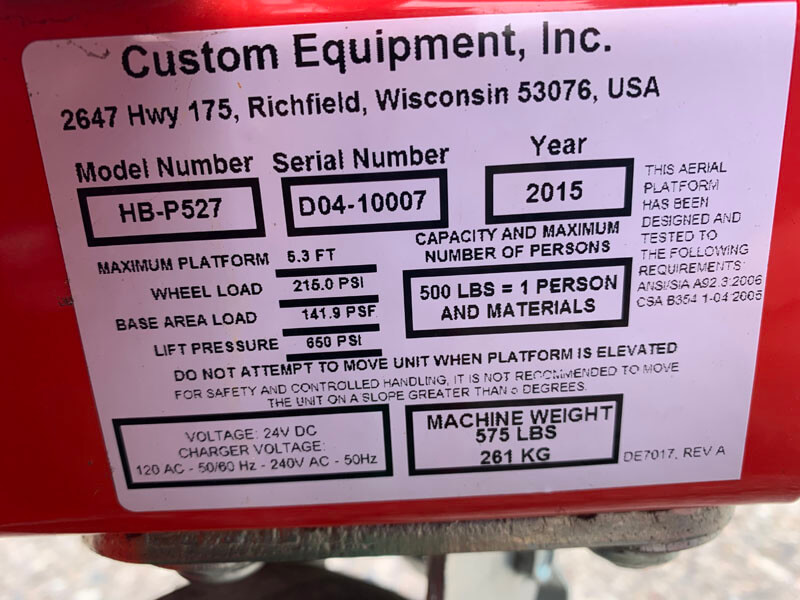 Custom Equipment, Inc.
2647 Hwy 175, Richfield, Wisconsin 53076, USA
Model Number Serial Number Year
HB-P527 D04-10007 2015
MAXIMUM PLATFORM 5.3 FT
WHEEL LOAD 215.0 PSI
BASE AREA LOAD 141.9 PSF
LIFT PRESSURE 650 PSI
CAPACITY AND MAXIMUM
NUMBER OF PERSONS
500 LBS = 1 PERSON
AND MATERIALS
THIS AERIAL
PLATFORM
HAS BEEN
DESIGNED AND
TESTED TO
THE FOLLOWING
REQUIREMENTS:
ANSI/SIA A92.3:2006
CSA B354.1-04:2005
DO NOT ATTEMPT TO MOVE UNIT WHEN PLATFORM IS ELEVATED
FOR SAFETY AND CONTROLLED HANDLING, IT IS NOT RECOMMENDED TO MOVE
THE UNIT ON A SLOPE GREATER THAN 5 DEGREES.
VOLTAGE: 24V DC
CHARGER VOLTAGE:
120 AC - 50/60 Hz - 240V AC - 50Hz
MACHINE WEIGHT
575 LBS
261 KG
DE7017, REV A